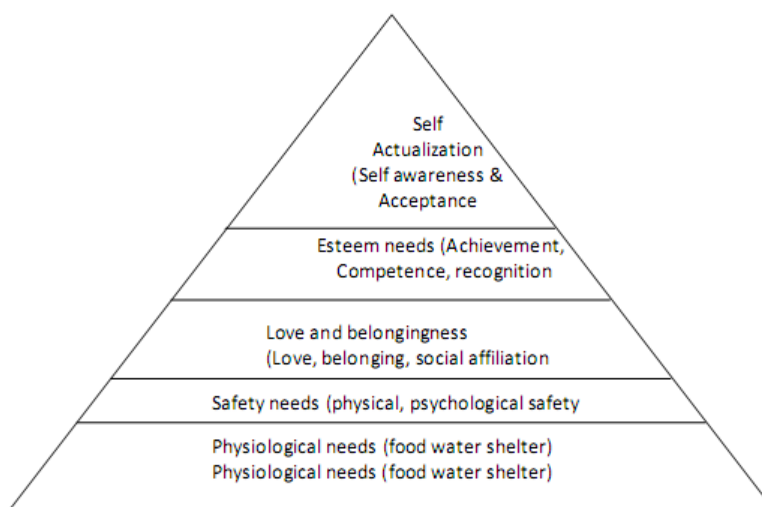 Self
Actualization
(Self awareness &
Acceptance
Esteem needs (Achievement,
Competence, recognition
Love and belongingness
(Love, belonging, social affiliation
Safety needs (physical, psychological safety
Physiological needs (food water shelter)
Physiological needs (food water shelter)